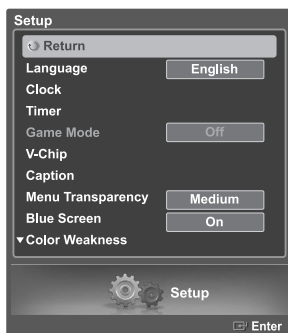 Setup
Return
Language English
Clock
Timer
Game Mode Off
V-Chip
Caption
Menu Transparency Medium
Blue Screen On
▼Color Weakness
Setup
Enter